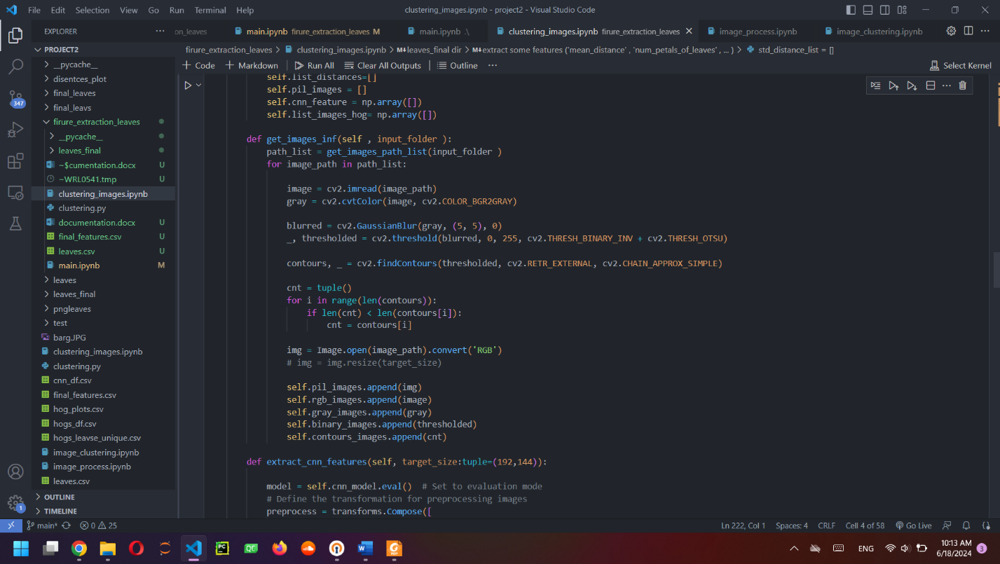 File Edit Selection View Go Run Terminal Help
clustering_images.ipynb - project2 - Visual Studio Code
EXPLORER
on_leaves
main.ipynb firure_extraction_leaves M
main.ipynb .\
clustering_images.ipynb firure_extraction_leaves
image_process.ipynb
image_clustering.ipynb
PROJECT2
firure_extraction_leaves > clustering_images.ipynb > M↓leaves_final dir > M↓extract some features ('mean_distance' , 'num_petals_of_leaves' , ... ) > std_distance_list = []
+ Code + Markdown Run All Clear All Outputs Outline ...
Select Kernel
__pycache__
disentces_plot
final_leaves
final_leavs
firure_extraction_leaves
__pycache__
leaves_final
~$cumentation.docx U
~WRL0541.tmp U
clustering_images.ipynb
clustering.py
documentation.docx U
final_features.csv U
leaves.csv U
main.ipynb M
leaves
leaves_final
pngleaves
test
barg.JPG
clustering_images.ipynb
clustering.py
cnn_df.csv
final_features.csv
hog_plots.csv
hogs_df.csv
hogs_leavse_unique.csv
image_clustering.ipynb
image_process.ipynb
leaves.csv
OUTLINE
TIMELINE
347
1
self.list_distances=[]
self.pil_images = []
self.cnn_feature = np.array([])
self.list_images_hog= np.array([])
def get_images_inf(self , input_folder ):
path_list = get_images_path_list(input_folder )
for image_path in path_list:
image = cv2.imread(image_path)
gray = cv2.cvtColor(image, cv2.COLOR_BGR2GRAY)
blurred = cv2.GaussianBlur(gray, (5, 5), 0)
_, thresholded = cv2.threshold(blurred, 0, 255, cv2.THRESH_BINARY_INV + cv2.THRESH_OTSU)
contours, _ = cv2.findContours(thresholded, cv2.RETR_EXTERNAL, cv2.CHAIN_APPROX_SIMPLE)
cnt = tuple()
for i in range(len(contours)):
if len(cnt) < len(contours[i]):
cnt = contours[i]
img = Image.open(image_path).convert('RGB')
# img = img.resize(target_size)
self.pil_images.append(img)
self.rgb_images.append(image)
self.gray_images.append(gray)
self.binary_images.append(thresholded)
self.contours_images.append(cnt)
def extract_cnn_features(self, target_size:tuple=(192,144)):
model = self.cnn_model.eval() # Set to evaluation mode
# Define the transformation for preprocessing images
preprocess = transforms.Compose([
main* 0 25
Ln 222, Col 1 Spaces: 4 CRLF Cell 4 of 58 Go Live
PC QC W PDF
ENG
10:13 AM
6/18/2024
3